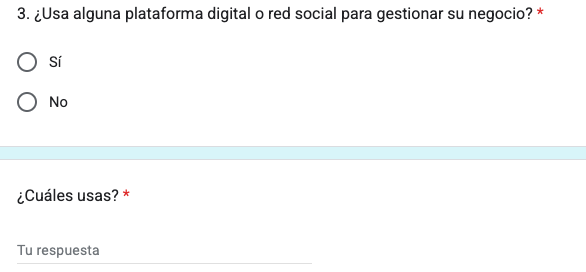 3. ¿Usa alguna plataforma digital o red social para gestionar su negocio? *
Sí
No
¿Cuáles usas? *
Tu respuesta